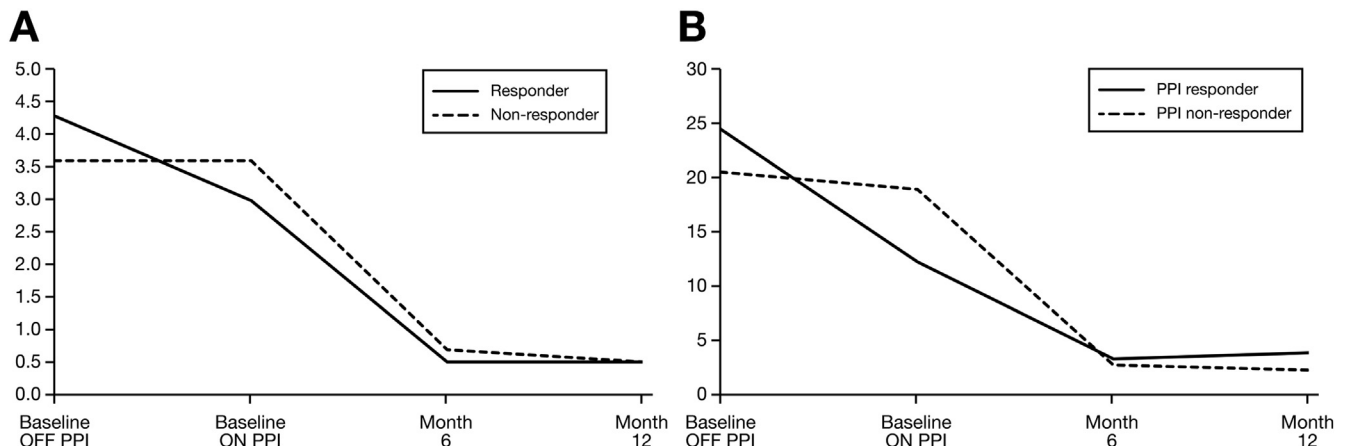 A
5.0
4.5
4.0
3.5
3.0
2.5
2.0
1.5
1.0
0.5
0.0
Responder
Non-responder
Baseline
OFF PPI
Baseline
ON PPI
Month
6
Month
12
B
30
25
20
15
10
5
0
PPI responder
PPI non-responder
Baseline
OFF PPI
Baseline
ON PPI
Month
6
Month
12